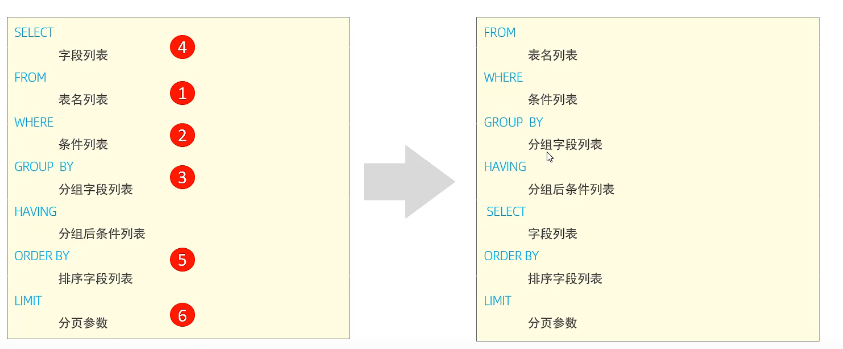 SELECT
字段列表
4
FROM
表名列表
1
WHERE
条件列表
2
GROUP BY
分组字段列表
3
HAVING
分组后条件列表
ORDER BY
排序字段列表
5
LIMIT
分页参数
6
FROM
表名列表
WHERE
条件列表
GROUP BY
分组字段列表
HAVING
分组后条件列表
SELECT
字段列表
ORDER BY
排序字段列表
LIMIT
分页参数